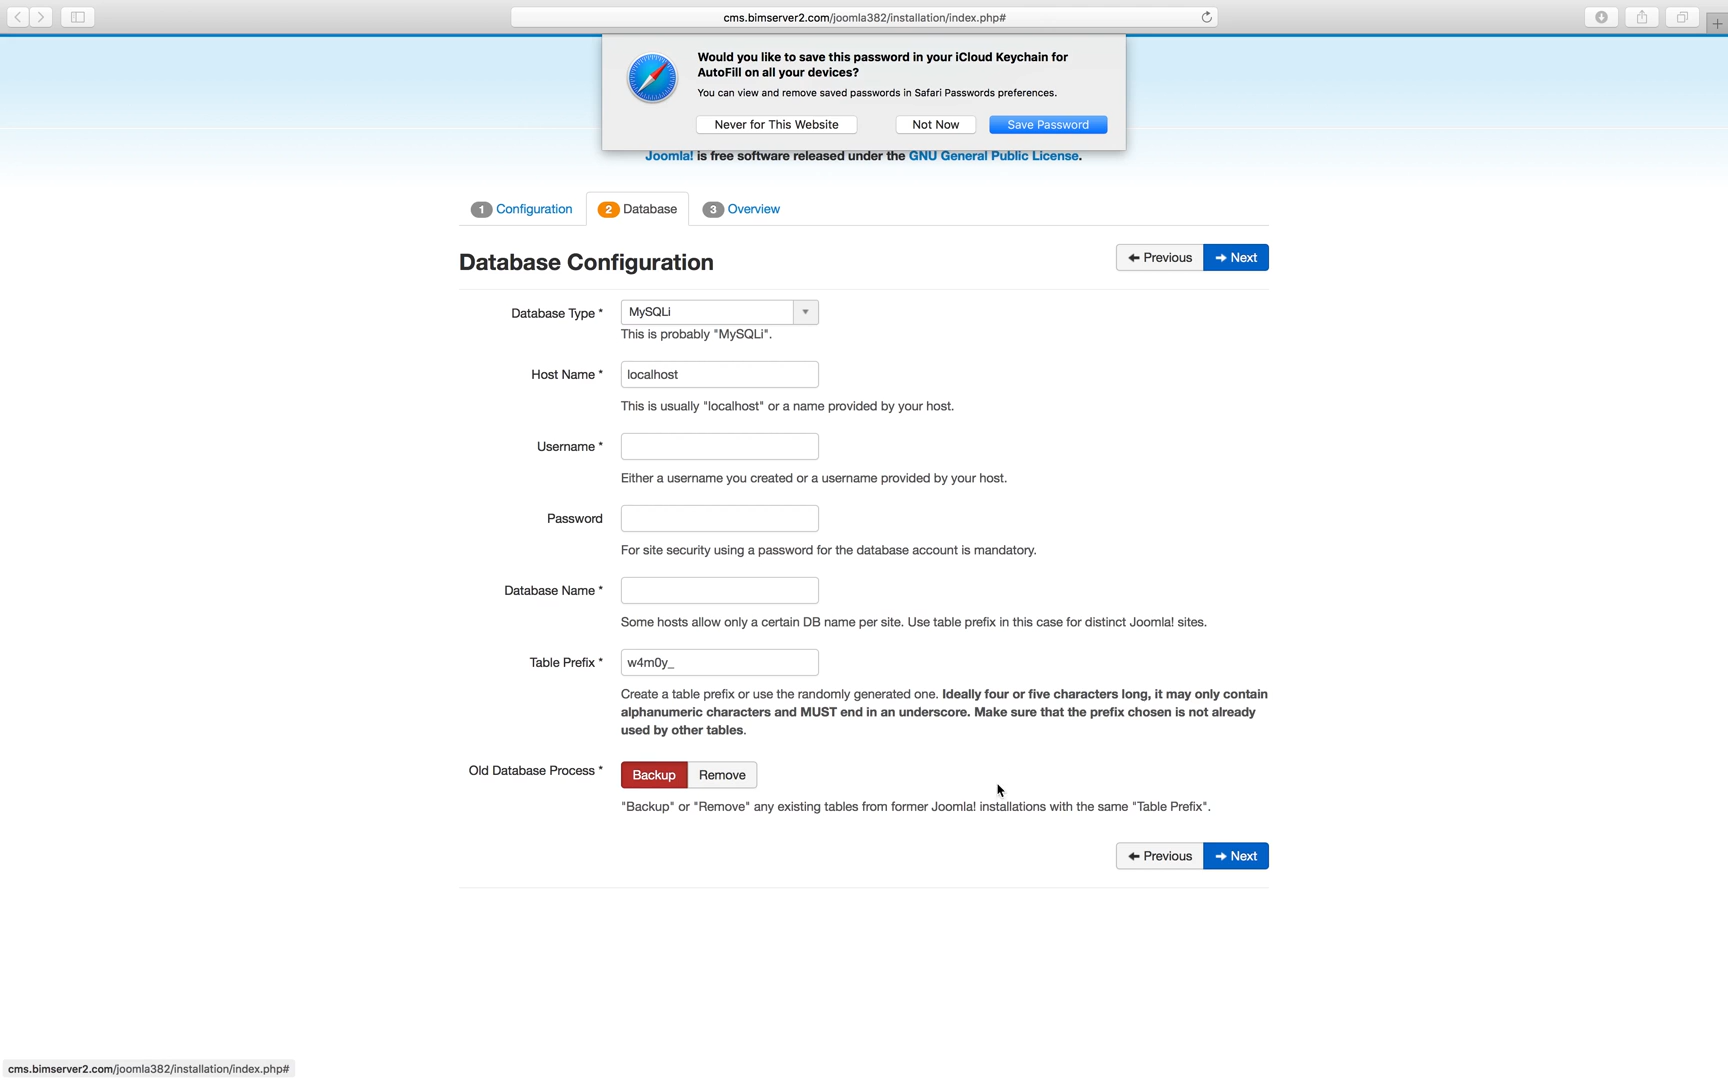 cms.bimserver2.com/joomla382/installation/index.php#
Would you like to save this password in your iCloud Keychain for
AutoFill on all your devices?
You can view and remove saved passwords in Safari Passwords preferences.
Never for This Website
Not Now
Save Password
Joomla! is free software released under the GNU General Public License.
1 Configuration
2 Database
3 Overview
Database Configuration
Previous
Next
Database Type *
MySQLi
This is probably "MySQLi".
Host Name *
localhost
This is usually "localhost" or a name provided by your host.
Username *
Either a username you created or a username provided by your host.
Password
For site security using a password for the database account is mandatory.
Database Name *
Some hosts allow only a certain DB name per site. Use table prefix in this case for distinct Joomla! sites.
Table Prefix *
w4m0y_
Create a table prefix or use the randomly generated one. Ideally four or five characters long, it may only contain
alphanumeric characters and MUST end in an underscore. Make sure that the prefix chosen is not already
used by other tables.
Old Database Process *
Backup
Remove
"Backup" or "Remove" any existing tables from former Joomla! installations with the same "Table Prefix".
Previous
Next
cms.bimserver2.com/joomla382/installation/index.php#